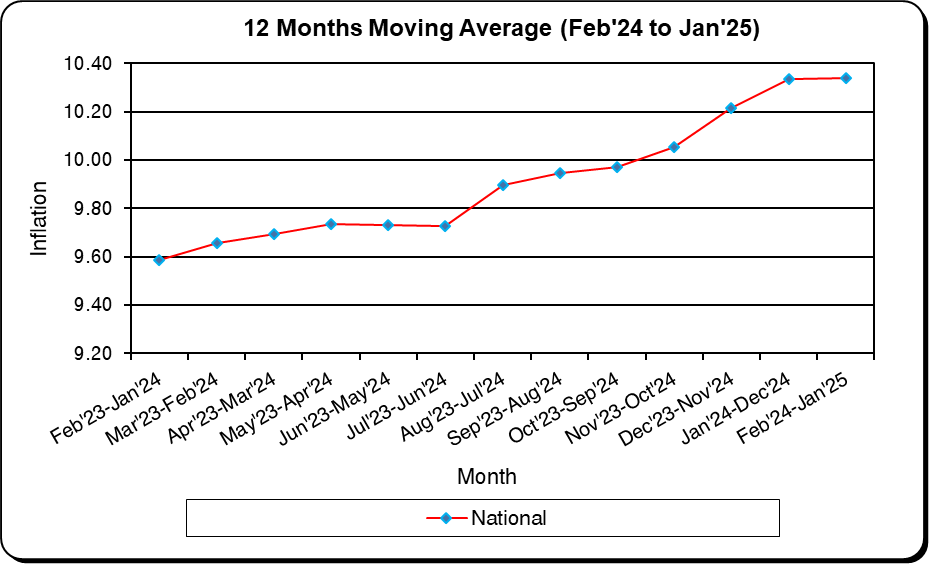 12 Months Moving Average (Feb'24 to Jan'25)
10.40
10.20
10.00
9.80
9.60
9.40
9.20
Inflation
Feb'23-Jan'24
Mar'23-Feb'24
Apr'23-Mar'24
May'23-Apr'24
Jun'23-May'24
Jul'23-Jun'24
Aug'23-Jul'24
Sep'23-Aug'24
Oct'23-Sep'24
Nov'23-Oct'24
Dec'23-Nov'24
Jan'24-Dec'24
Feb'24-Jan'25
Month
National